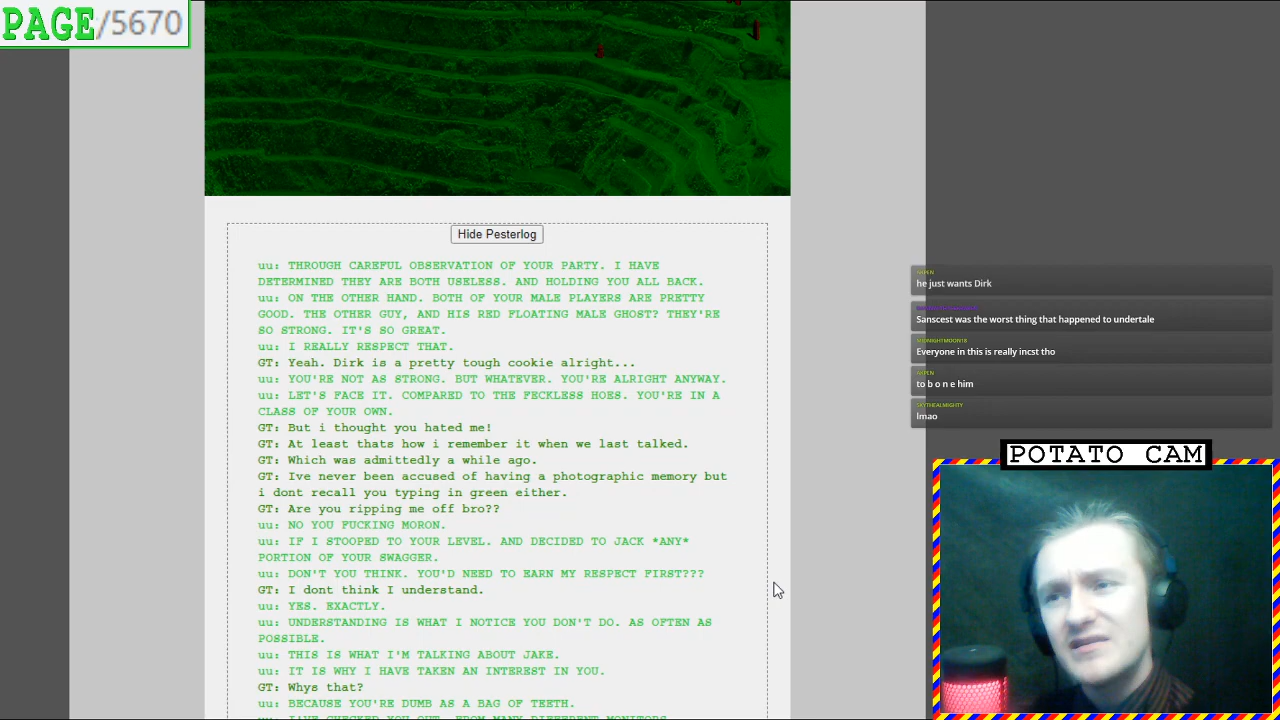 PAGE/5670
Hide Pesterlog
uu: THROUGH CAREFUL OBSERVATION OF YOUR PARTY. I HAVE
DETERMINED THEY ARE BOTH USELESS. AND HOLDING YOU ALL BACK.
uu: ON THE OTHER HAND. BOTH OF YOUR MALE PLAYERS ARE PRETTY
GOOD. THE OTHER GUY, AND HIS RED FLOATING MALE GHOST? THEY'RE
SO STRONG. IT'S SO GREAT.
uu: I REALLY RESPECT THAT.
GT: Yeah. Dirk is a pretty tough cookie alright...
uu: YOU'RE NOT AS STRONG. BUT WHATEVER. YOU'RE ALRIGHT ANYWAY.
uu: LET'S FACE IT. COMPARED TO THE FECKLESS HOES. YOU'RE IN A
CLASS OF YOUR OWN.
GT: But i thought you hated me!
GT: At least thats how i remember it when we last talked.
GT: Which was admittedly a while ago.
GT: Ive never been accused of having a photographic memory but
i dont recall you typing in green either.
GT: Are you ripping me off bro??
uu: NO YOU FUCKING MORON.
uu: IF I STOOPED TO YOUR LEVEL. AND DECIDED TO JACK *ANY*
PORTION OF YOUR SWAGGER.
uu: DON'T YOU THINK. YOU'D NEED TO EARN MY RESPECT FIRST???
GT: I dont think I understand.
uu: YES. EXACTLY.
uu: UNDERSTANDING IS WHAT I NOTICE YOU DON'T DO. AS OFTEN AS
POSSIBLE.
uu: THIS IS WHAT I'M TALKING ABOUT JAKE.
uu: IT IS WHY I HAVE TAKEN AN INTEREST IN YOU.
GT: Whys that?
uu: BECAUSE YOU'RE DUMB AS A BAG OF TEETH.
uu: I'VE CHECKED YOU OUT. FROM MANY DIFFERENT MONITORS.
he just wants Dirk
Sanscest was the worst thing that happened to undertale
MIDNIGHTMOON18
Everyone in this is really incst tho
to b o n e him
SAYTHEALMIGHTY
lmao
POTATO CAM